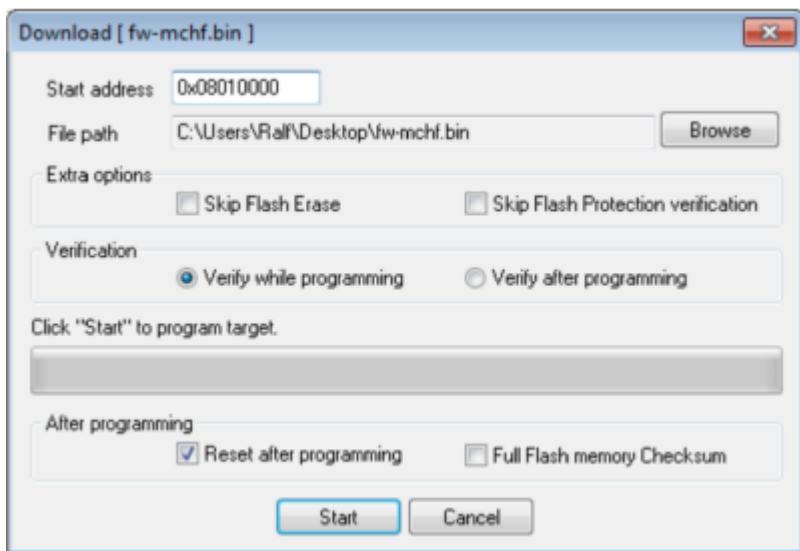 Download [ fw-mchf.bin ]
Start address 0x08010000
File path C:\Users\Ralf\Desktop\fw-mchf.bin Browse
Extra options
Skip Flash Erase Skip Flash Protection verification
Verification
Verify while programming Verify after programming
Click "Start" to program target.
After programming
Reset after programming Full Flash memory Checksum
Start Cancel